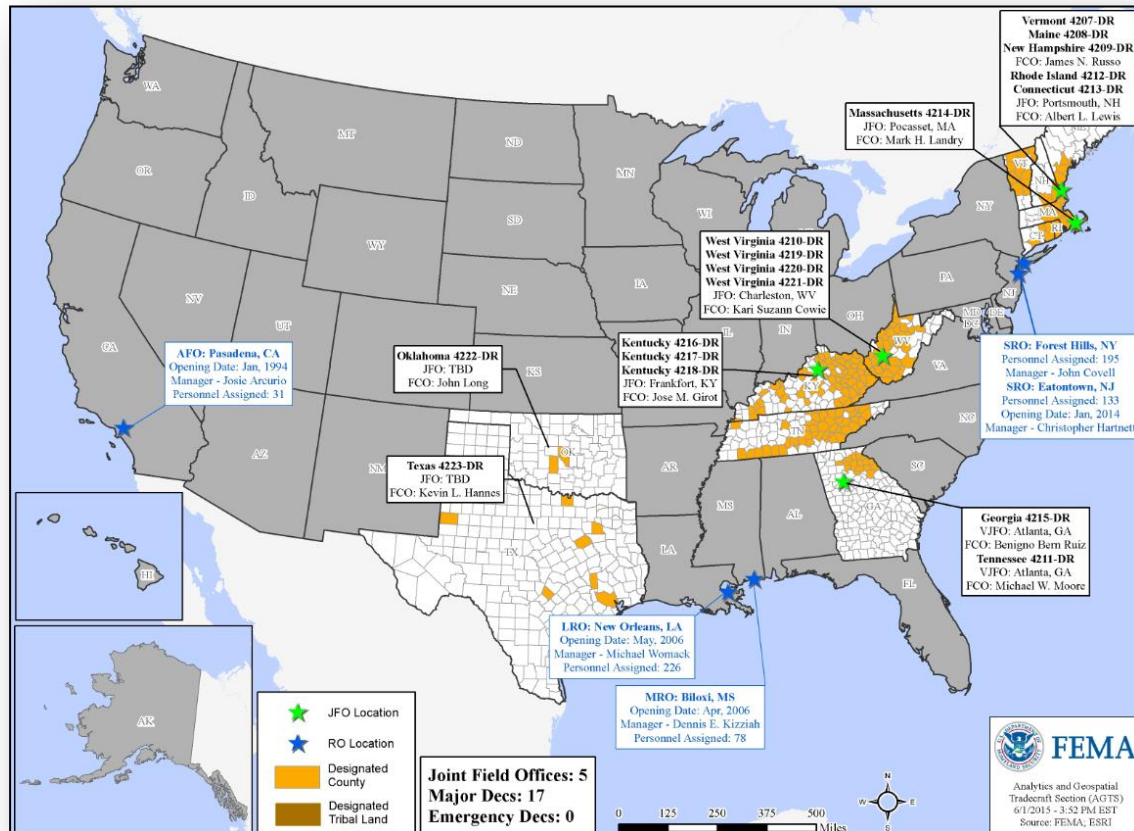 Vermont 4207-DR
Maine 4208-DR
New Hampshire 4209-DR
FCO: James N. Russo
Rhode Island 4212-DR
Connecticut 4213-DR
JFO: Portsmouth, NH
FCO: Albert L. Lewis
Massachusetts 4214-DR
JFO: Pocasset, MA
FCO: Mark H. Landry
West Virginia 4210-DR
West Virginia 4219-DR
West Virginia 4220-DR
West Virginia 4221-DR
JFO: Charleston, WV
FCO: Kari Suzann Cowie
Kentucky 4216-DR
Kentucky 4217-DR
Kentucky 4218-DR
JFO: Frankfort, KY
FCO: Jose M. Girot
Oklahoma 4222-DR
JFO: TBD
FCO: John Long
Texas 4223-DR
JFO: TBD
FCO: Kevin L. Hannes
AFO: Pasadena, CA
Opening Date: Jan, 1994
Manager - Josie Arcurio
Personnel Assigned: 31
SRO: Forest Hills, NY
Personnel Assigned: 195
Manager - John Covell
SRO: Eatontown, NJ
Personnel Assigned: 133
Opening Date: Jan, 2014
Manager - Christopher Hartnett
Georgia 4215-DR
VJFO: Atlanta, GA
FCO: Benigno Bern Ruiz
Tennessee 4211-DR
VJFO: Atlanta, GA
FCO: Michael W. Moore
LRO: New Orleans, LA
Opening Date: May, 2006
Manager - Michael Womack
Personnel Assigned: 226
MRO: Biloxi, MS
Opening Date: Apr, 2006
Manager - Dennis E. Kizziah
Personnel Assigned: 78
WA
MT
ND
MN
OR
ID
SD
WI
WY
NY
VT
NH
MA
CT
RI
IA
NE
PA
NJ
NV
UT
OH
IN
IL
MD
DE
DC
WV
VA
CA
KS
KY
NC
TN
OK
AZ
NM
AR
SC
MS
AL
GA
TX
LA
FL
HI
AK
JFO Location
RO Location
Designated County
Designated Tribal Land
Joint Field Offices: 5
Major Decs: 17
Emergency Decs: 0
N
W
E
S
0 125 250 375 500
Miles
FEMA
Analytics and Geospatial
Tradecraft Section (AGTS)
6/1/2015 - 3:52 PM EST
Source: FEMA; ESRI